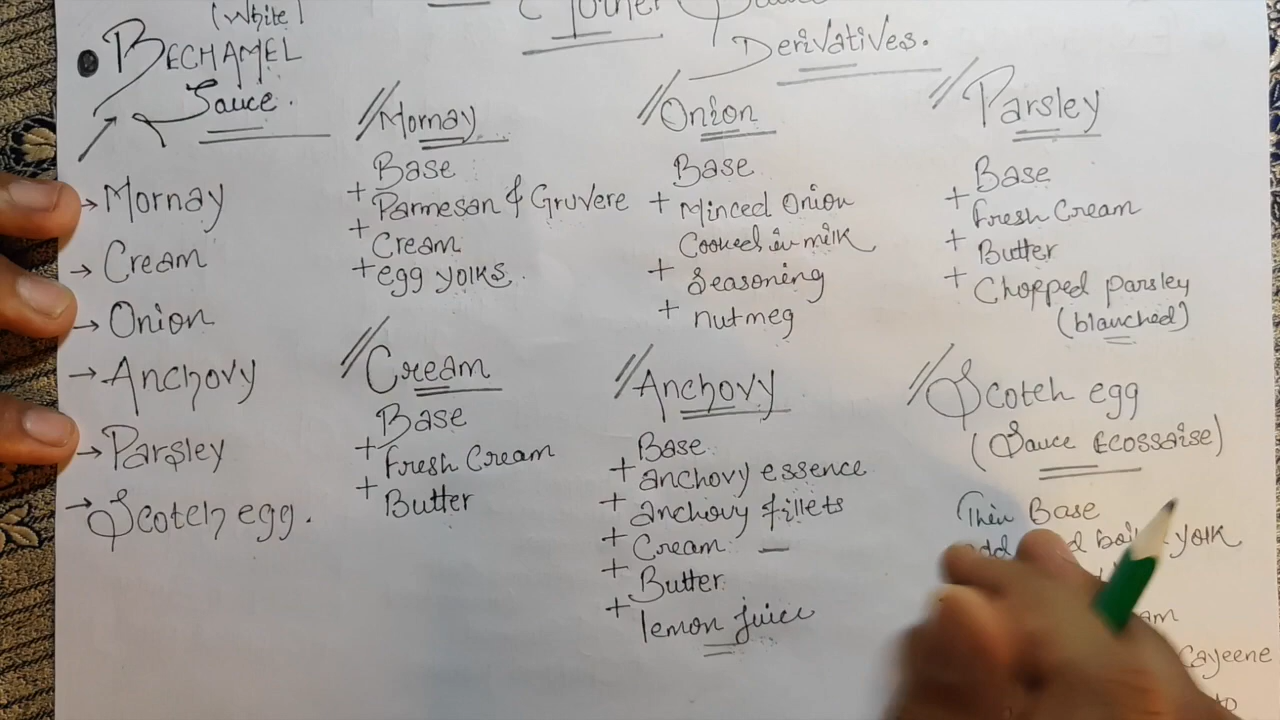 (White)
BECHAMEL
Sauce.
Mother
Derivatives.
→ Mornay
→ Cream
→ Onion
→ Anchovy
→ Parsley
→ Scotch egg.
Mornay
Base
+ Parmesan & Gruvere
+ Cream
+ egg yolks.
Cream
Base
+ Fresh Cream
+ Butter
Onion
Base
+ Minced Onion
Cooked in milk
+ Seasoning
+ nutmeg
Anchovy
Base
+ anchovy essence
+ anchovy fillets
+ Cream
+ Butter
+ lemon juice
Parsley
Base
+ Fresh Cream
+ Butter
+ Chopped parsley
(blanched)
Scotch egg
(Sauce Ecossaise)
Thin Base
yolk
Cayeene